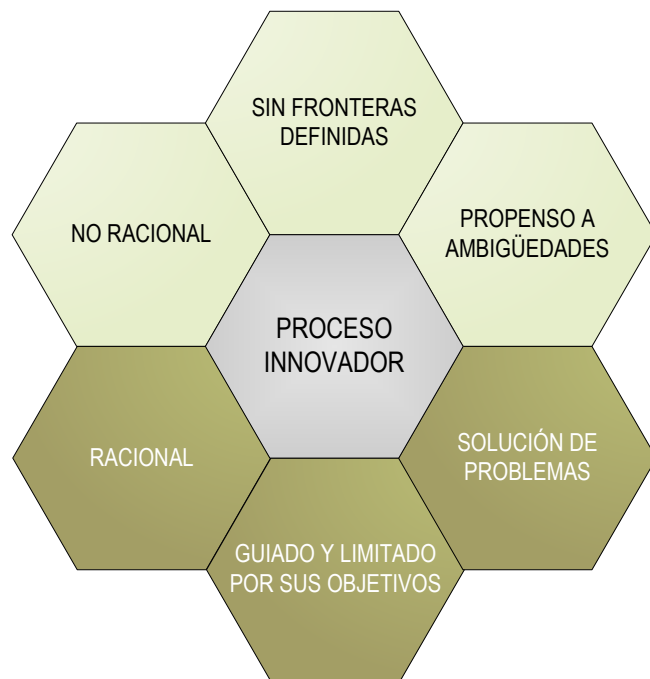 SIN FRONTERAS
DEFINIDAS
NO RACIONAL
PROPENSO A
AMBIGÜEDADES
PROCESO
INNOVADOR
RACIONAL
SOLUCIÓN DE
PROBLEMAS
GUIADO Y LIMITADO
POR SUS OBJETIVOS